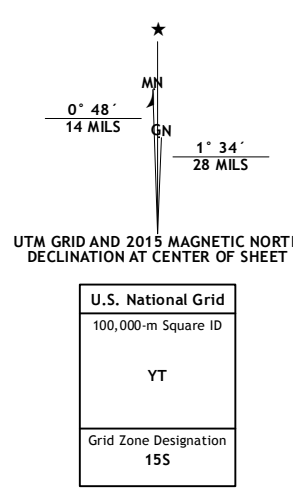 ★
MN
0° 48´
14 MILS
GN
1° 34´
28 MILS
UTM GRID AND 2015 MAGNETIC NORT
DECLINATION AT CENTER OF SHEET
U.S. National Grid
100,000-m Square ID
YT
Grid Zone Designation
15S